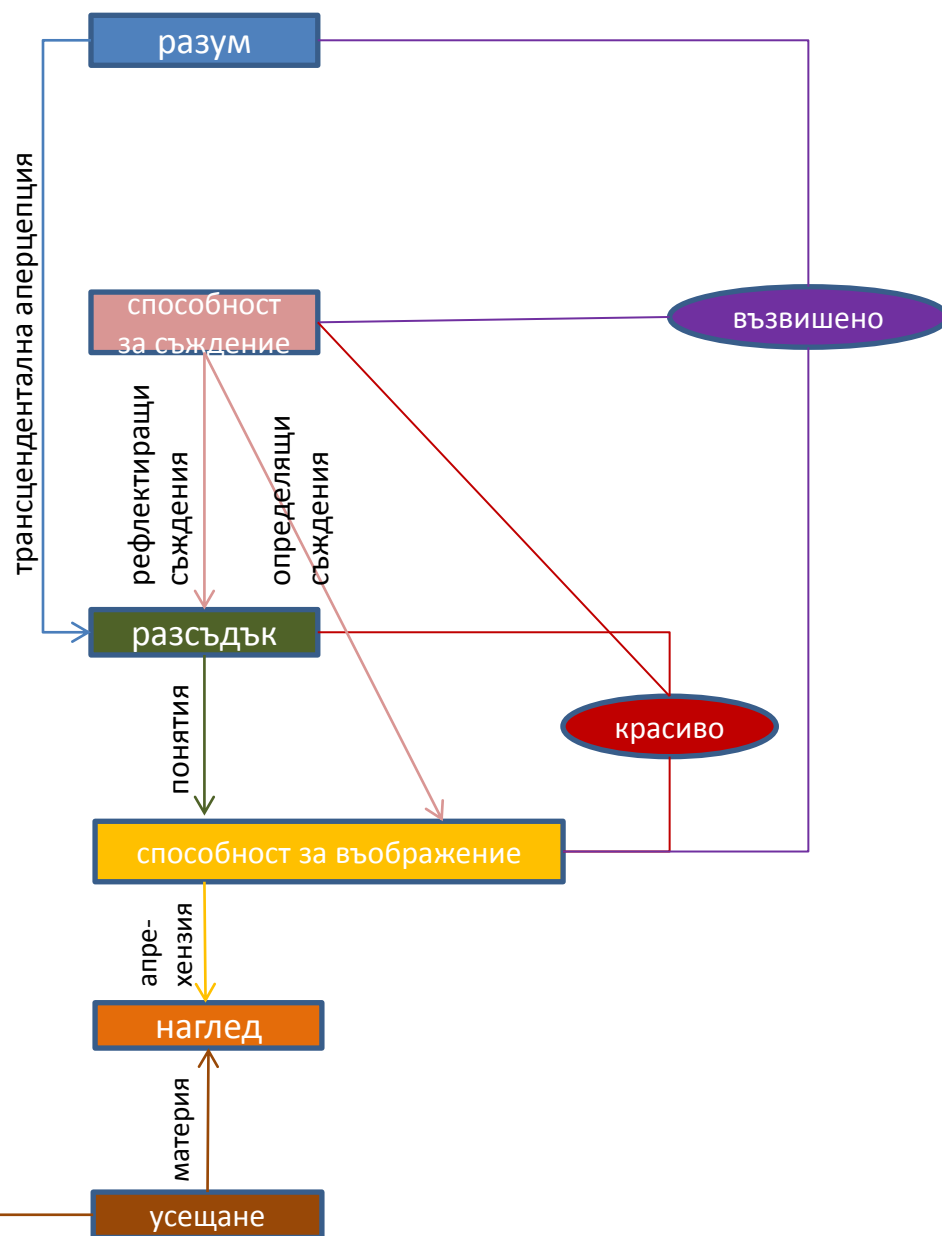 разум
трансцендентална аперцепция
способност
за съждение
възвишено
рефлектиращи
съждения
определящи
съждения
разсъдък
понятия
красиво
способност за въображение
апре-
хензия
наглед
материя
усещане